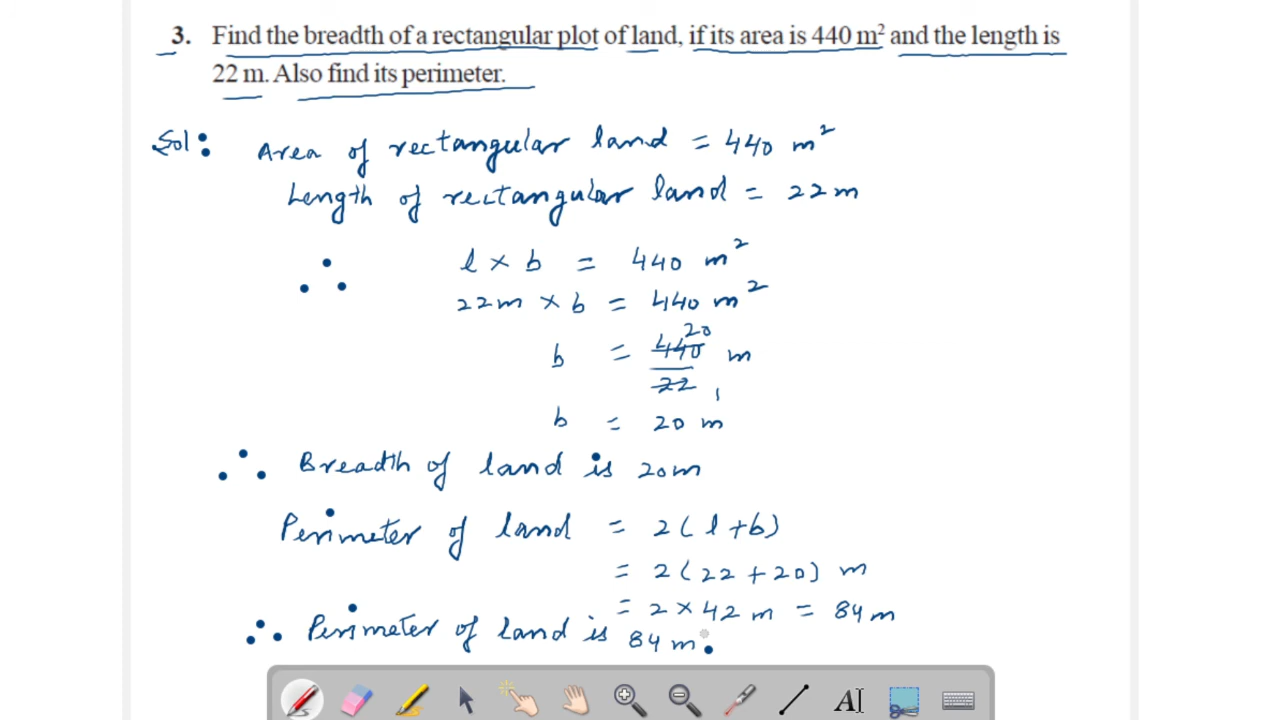 3. Find the breadth of a rectangular plot of land, if its area is 440 m² and the length is
22 m. Also find its perimeter.
Sol: Area of rectangular land = 440 m²
Length of rectangular land = 22 m
∴ l × b = 440 m²
22m × b = 440 m²
20
b = 440/22 m
1
b = 20 m
∴ Breadth of land is 20m
Perimeter of land = 2(l+b)
= 2(22+20) m
= 2 × 42 m = 84 m
∴ Perimeter of land is 84 m.
AI